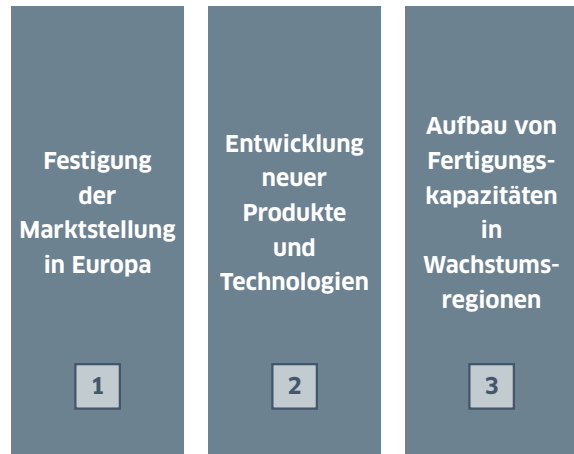 Festigung
der
Marktstellung
in Europa
1
Entwicklung
neuer
Produkte
und
Technologien
2
Aufbau von
Fertigungs-
kapazitäten
in
Wachstums-
regionen
3